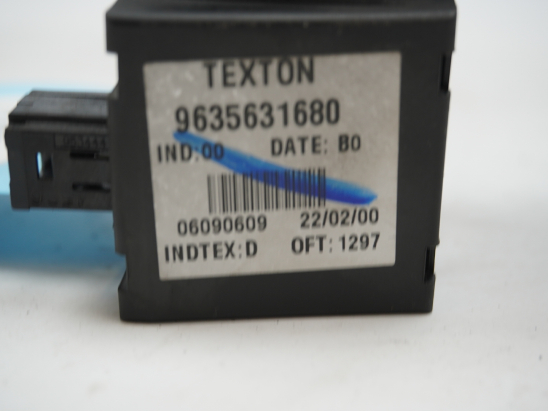 TEXTON
9635631680
IND:00 DATE: B0
06090609 22/02/00
INDTEX:D OFT:1297